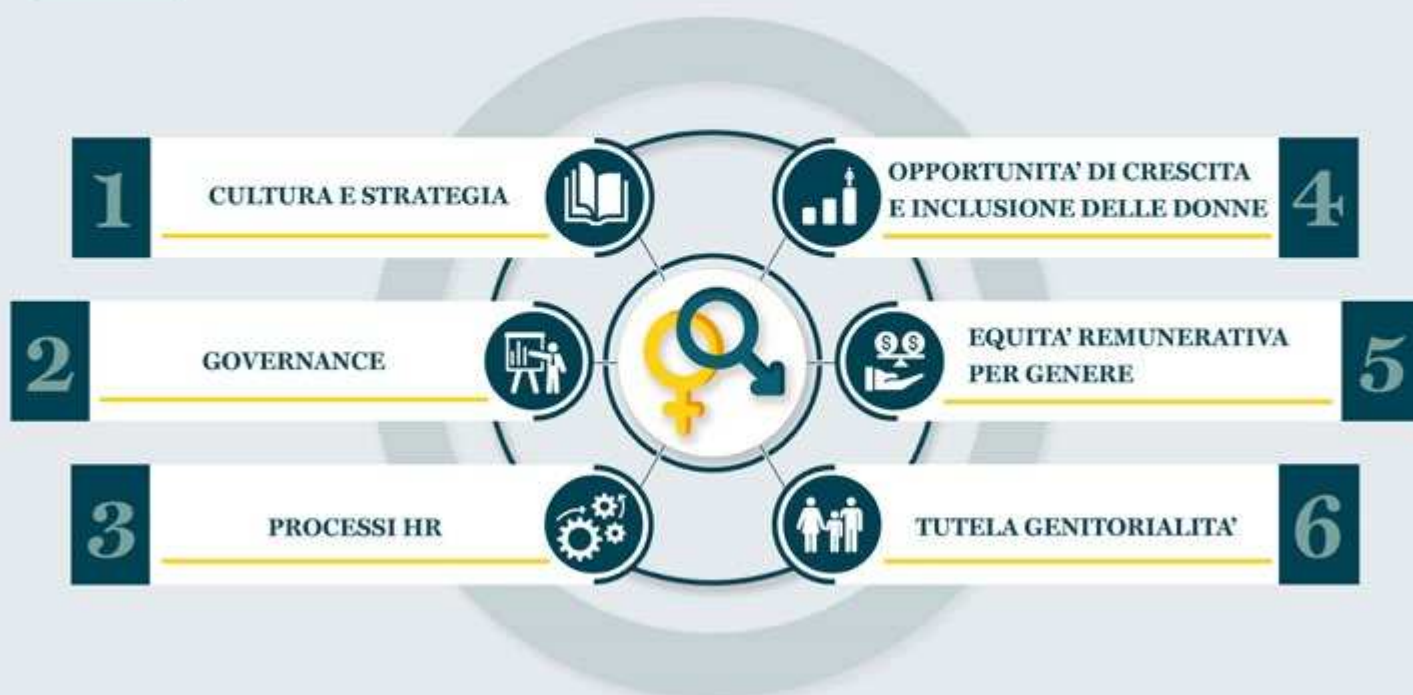 1
CULTURA E STRATEGIA
2
GOVERNANCE
3
PROCESSI HR
4
OPPORTUNITA' DI CRESCITA
E INCLUSIONE DELLE DONNE
5
EQUITA' REMUNERATIVA
PER GENERE
6
TUTELA GENITORIALITA'
$ $